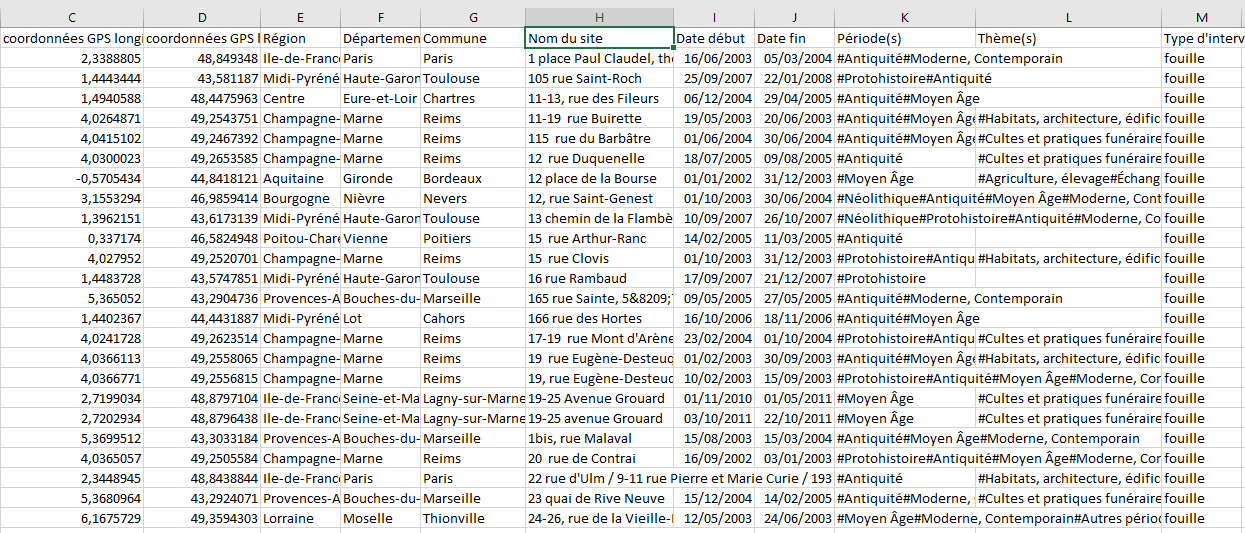 C D E F G H I J K L M
coordonnées GPS longi coordonnées GPS l Région Départemen Commune Nom du site Date début Date fin Période(s) Thème(s) Type d'interv
2,3388805 48,849348 Ile-de-Franc Paris Paris 1 place Paul Claudel, th 16/06/2003 05/03/2004 #Antiquité#Moderne, Contemporain fouille
1,4443444 43,581187 Midi-Pyréné Haute-Garon Toulouse 105 rue Saint-Roch 25/09/2007 22/01/2008 #Protohistoire#Antiquité fouille
1,4940588 48,4475963 Centre Eure-et-Loir Chartres 11-13, rue des Fileurs 06/12/2004 29/04/2005 #Antiquité#Moyen Âge fouille
4,0264871 49,2543751 Champagne- Marne Reims 11-19 rue Buirette 19/05/2003 20/06/2003 #Antiquité#Moyen Âge #Habitats, architecture, édific fouille
4,0415102 49,2467392 Champagne- Marne Reims 115 rue du Barbâtre 01/06/2004 30/06/2004 #Antiquité#Moyen Âge #Cultes et pratiques funéraire fouille
4,0300023 49,2653585 Champagne- Marne Reims 12 rue Duquenelle 18/07/2005 09/08/2005 #Antiquité #Cultes et pratiques funéraire fouille
-0,5705434 44,8418121 Aquitaine Gironde Bordeaux 12 place de la Bourse 01/01/2002 31/12/2003 #Moyen Âge #Agriculture, élevage#Échang fouille
3,1553294 46,9859414 Bourgogne Nièvre Nevers 12, rue Saint-Genest 01/10/2003 30/06/2004 #Néolithique#Antiquité#Moyen Âge#Moderne, Cont fouille
1,3962151 43,6173139 Midi-Pyréné Haute-Garon Toulouse 13 chemin de la Flambè 10/09/2007 26/10/2007 #Néolithique#Protohistoire#Antiquité#Moderne, Co fouille
0,337174 46,5824948 Poitou-Char Vienne Poitiers 15 rue Arthur-Ranc 14/02/2005 11/03/2005 #Antiquité fouille
4,027952 49,2520701 Champagne- Marne Reims 15 rue Clovis 01/10/2003 31/12/2003 #Protohistoire#Antiqu #Habitats, architecture, édific fouille
1,4483728 43,5747851 Midi-Pyréné Haute-Garon Toulouse 16 rue Rambaud 17/09/2007 21/12/2007 #Protohistoire fouille
5,365052 43,2904736 Provences-A Bouches-du- Marseille 165 rue Sainte, 5&#8209;7 09/05/2005 27/05/2005 #Antiquité#Moderne, Contemporain fouille
1,4402367 44,4431887 Midi-Pyréné Lot Cahors 166 rue des Hortes 16/10/2006 18/11/2006 #Antiquité#Moyen Âge fouille
4,0241728 49,2623514 Champagne- Marne Reims 17-19 rue Mont d'Arène 23/02/2004 01/10/2004 #Protohistoire#Antiqu #Cultes et pratiques funéraire fouille
4,0366113 49,2558065 Champagne- Marne Reims 19 rue Eugène-Desteuc 01/02/2003 30/09/2003 #Antiquité#Moyen Âge #Habitats, architecture, édific fouille
4,0366771 49,2556815 Champagne- Marne Reims 19, rue Eugène-Desteuc 10/02/2003 15/09/2003 #Protohistoire#Antiquité#Moyen Âge#Moderne, Con fouille
2,7199034 48,8797104 Ile-de-Franc Seine-et-Ma Lagny-sur-Marne 19-25 Avenue Grouard 01/11/2010 01/05/2011 #Moyen Âge #Cultes et pratiques funéraire fouille
2,7202934 48,8796438 Ile-de-Franc Seine-et-Ma Lagny-sur-Marne 19-25 avenue Grouard 03/10/2011 22/10/2011 #Moyen Âge #Cultes et pratiques funéraire fouille
5,3699512 43,3033184 Provences-A Bouches-du- Marseille 1bis, rue Malaval 15/08/2003 15/03/2004 #Antiquité#Moyen Âge#Moderne, Contemporain fouille
4,0365057 49,2505584 Champagne- Marne Reims 20 rue de Contrai 16/09/2002 03/01/2003 #Protohistoire#Antiquité#Moyen Âge#Moderne, Con fouille
2,3448945 48,8438844 Ile-de-Franc Paris Paris 22 rue d'Ulm / 9-11 rue Pierre et Marie Curie / 193 #Antiquité #Habitats, architecture, édific fouille
5,3680964 43,2924071 Provences-A Bouches-du- Marseille 23 quai de Rive Neuve 15/12/2004 14/02/2005 #Antiquité#Moderne, #Cultes et pratiques funéraire fouille
6,1675729 49,3594303 Lorraine Moselle Thionville 24-26, rue de la Vieille- 12/05/2003 24/06/2003 #Moyen Âge#Moderne, Contemporain#Autres pério fouille